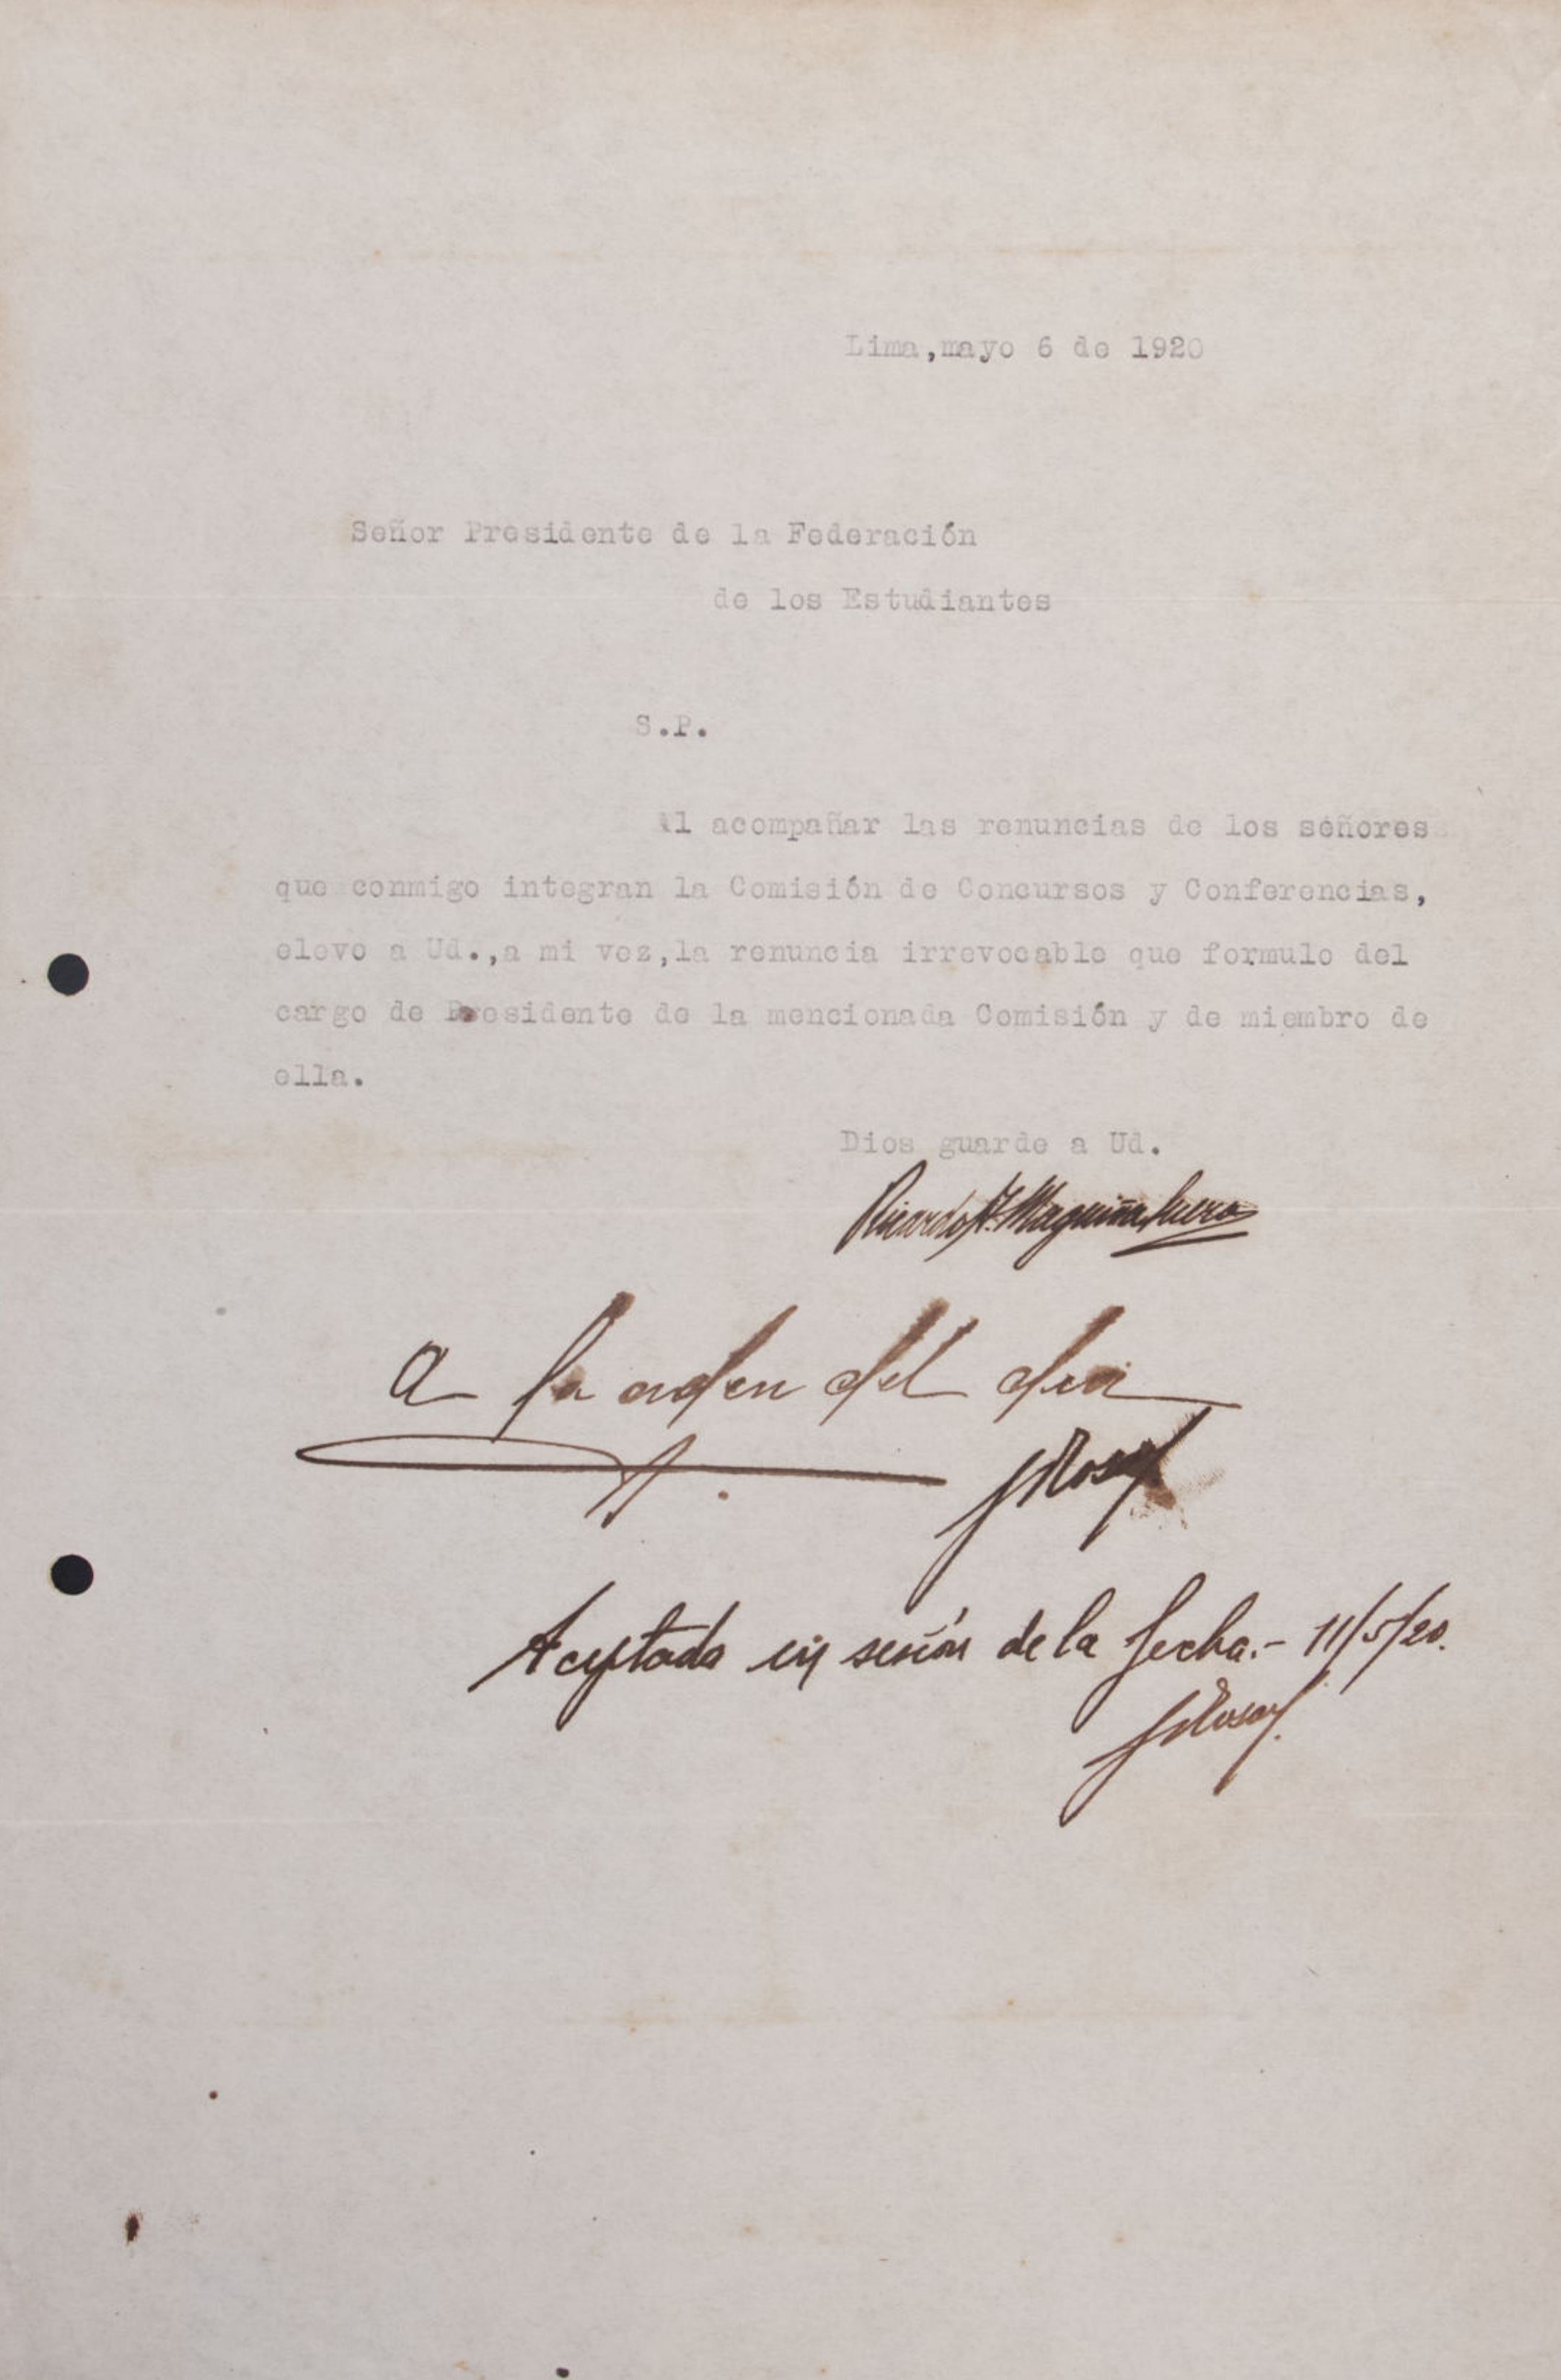 Lima,mayo 6 de 1920
Señor Presidente de la Federación
de los Estudiantes
S.P.
Al acompañar las renuncias de los señores
que conmigo integran la Comisión de Concursos y Conferencias,
elevo a Ud.,a mi vez,la renuncia irrevocable que formulo del
cargo de Presidente de la mencionada Comisión y de miembro de
ella.
Dios guarde a Ud.
Ricardo
A la orden del dia
Aceptada en sesión de la fecha.- 11/5/20.